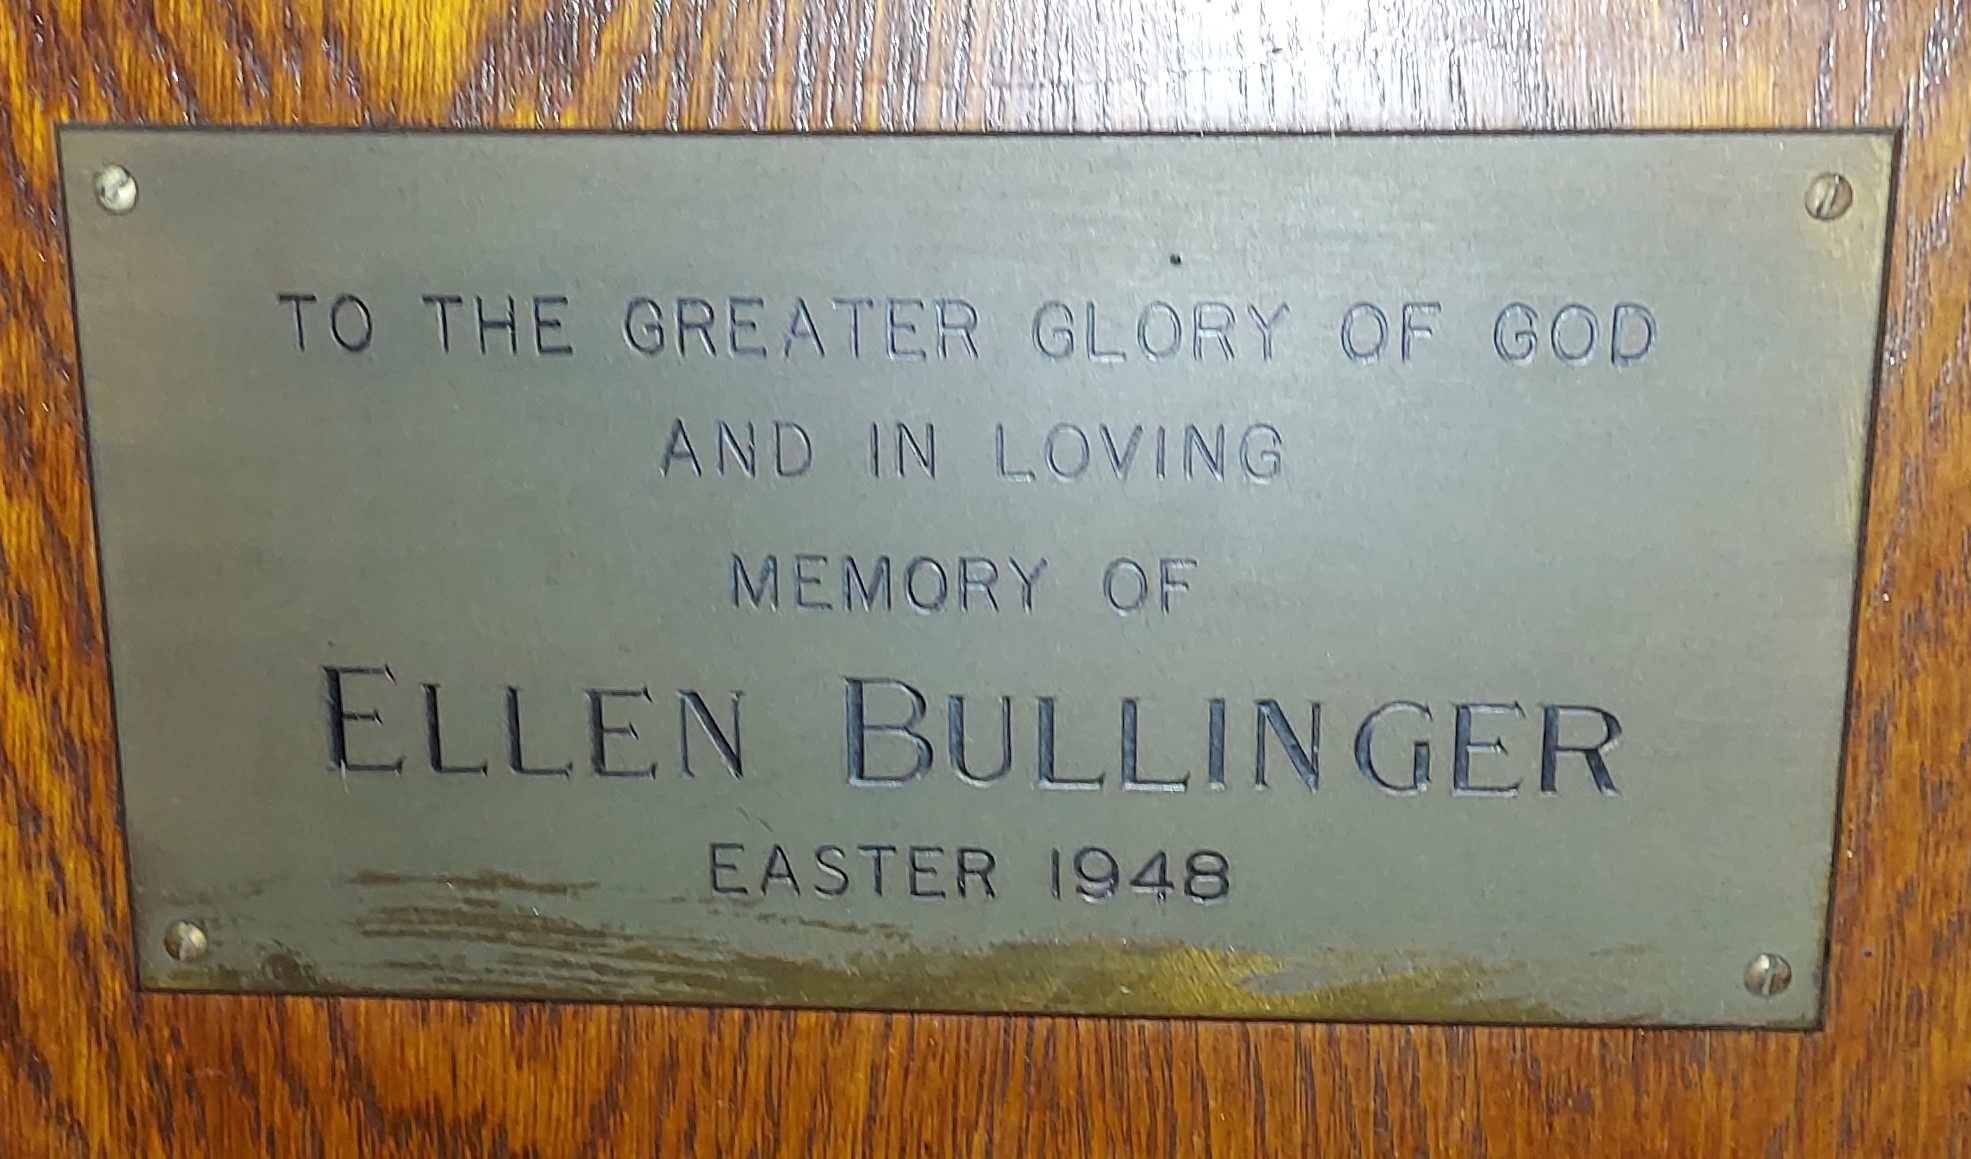 TO THE GREATER GLORY OF GOD
AND IN LOVING
MEMORY OF
ELLEN BULLINGER
EASTER 1948